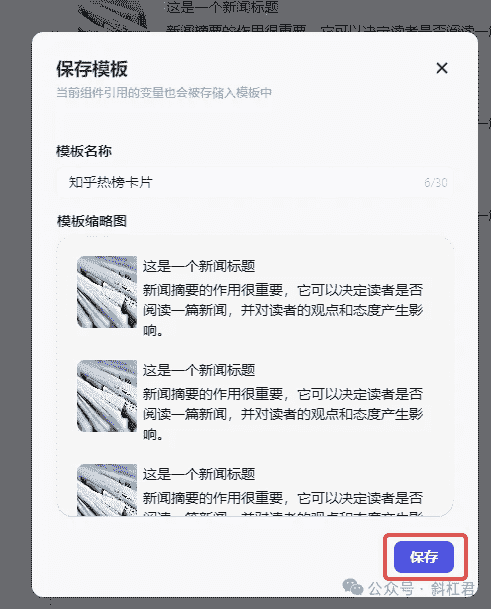 这是一个新闻标题
保存模板
当前组件引用的变量也会被存储入模板中
模板名称
知乎热榜卡片
6/30
模板缩略图
这是一个新闻标题
新闻摘要的作用很重要，它可以决定读者是否
阅读一篇新闻，并对读者的观点和态度产生影
响。
这是一个新闻标题
新闻摘要的作用很重要，它可以决定读者是否
阅读一篇新闻，并对读者的观点和态度产生影
响。
这是一个新闻标题
新闻摘要的作用很重要，它可以决定读者是否
保存
公众号 · 斜杠君